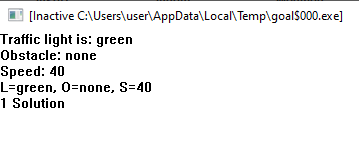 [Inactive C:\Users\user\AppData\Local\Temp\goal$000.exe]
Traffic light is: green
Obstacle: none
Speed: 40
L=green, O=none, S=40
1 Solution